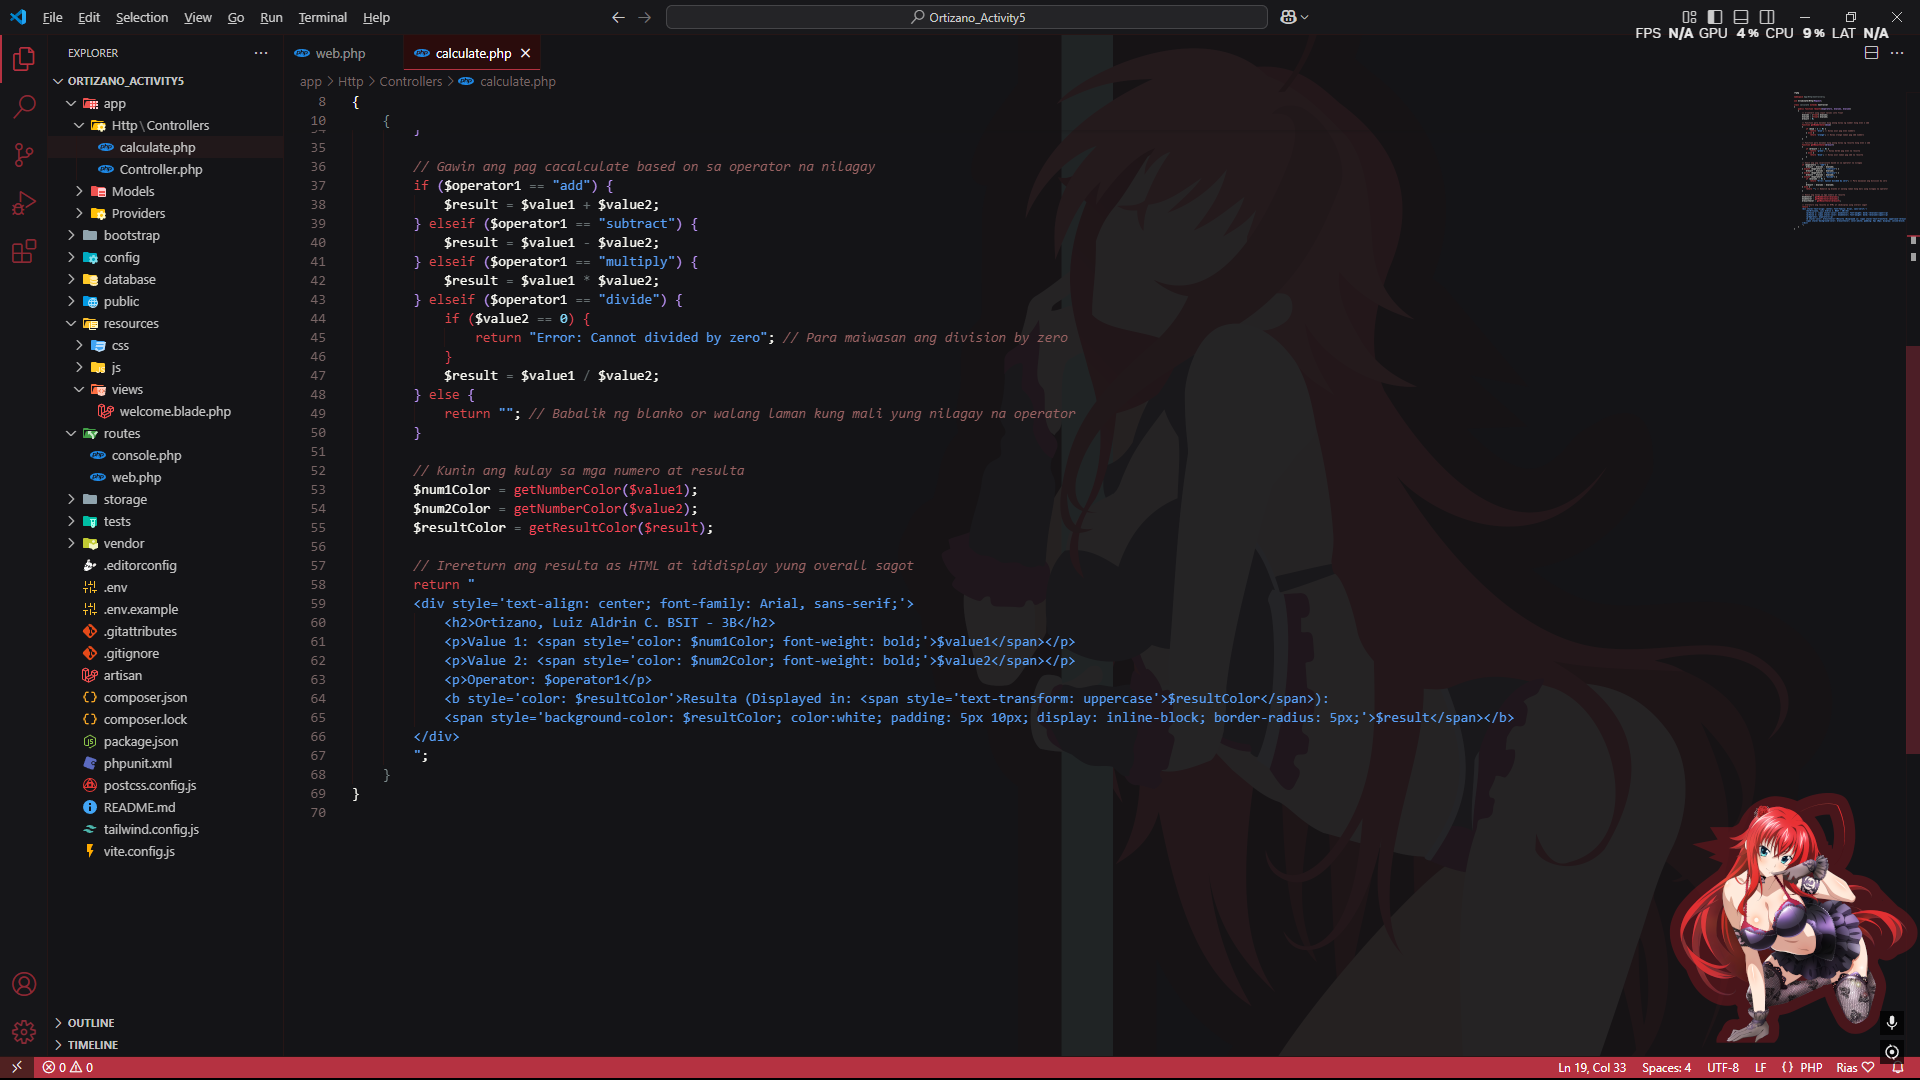 File Edit Selection View Go Run Terminal Help
Ortizano_Activity5
FPS N/A GPU 4% CPU 9% LAT N/A
EXPLORER
ORTIZANO_ACTIVITY5
app
Http\Controllers
calculate.php
Controller.php
Models
Providers
bootstrap
config
database
public
resources
css
js
views
welcome.blade.php
routes
console.php
web.php
storage
tests
vendor
.editorconfig
.env
.env.example
.gitattributes
.gitignore
artisan
composer.json
composer.lock
package.json
phpunit.xml
postcss.config.js
README.md
tailwind.config.js
vite.config.js
OUTLINE
TIMELINE
web.php calculate.php
app > Http > Controllers > calculate.php
8 {
10 {
34 }
35
36 // Gawin ang pag cacalculate based on sa operator na nilagay
37 if ($operator1 == "add") {
38 $result = $value1 + $value2;
39 } elseif ($operator1 == "subtract") {
40 $result = $value1 - $value2;
41 } elseif ($operator1 == "multiply") {
42 $result = $value1 * $value2;
43 } elseif ($operator1 == "divide") {
44 if ($value2 == 0) {
45 return "Error: Cannot divided by zero"; // Para maiwasan ang division by zero
46 }
47 $result = $value1 / $value2;
48 } else {
49 return ""; // Babalik ng blanko or walang laman kung mali yung nilagay na operator
50 }
51
52 // Kunin ang kulay sa mga numero at resulta
53 $num1Color = getNumberColor($value1);
54 $num2Color = getNumberColor($value2);
55 $resultColor = getResultColor($result);
56
57 // Irereturn ang resulta as HTML at ididisplay yung overall sagot
58 return "
59 <div style='text-align: center; font-family: Arial, sans-serif;'>
60 <h2>Ortizano, Luiz Aldrin C. BSIT - 3B</h2>
61 <p>Value 1: <span style='color: $num1Color; font-weight: bold;'>$value1</span></p>
62 <p>Value 2: <span style='color: $num2Color; font-weight: bold;'>$value2</span></p>
63 <p>Operator: $operator1</p>
64 <b style='color: $resultColor'>Resulta (Displayed in: <span style='text-transform: uppercase'>$resultColor</span>):
65 <span style='background-color: $resultColor; color:white; padding: 5px 10px; display: inline-block; border-radius: 5px;'>$result</span></b>
66 </div>
67 ";
68 }
69 }
70
0 0
Ln 19, Col 33 Spaces: 4 UTF-8 LF {} PHP Rias